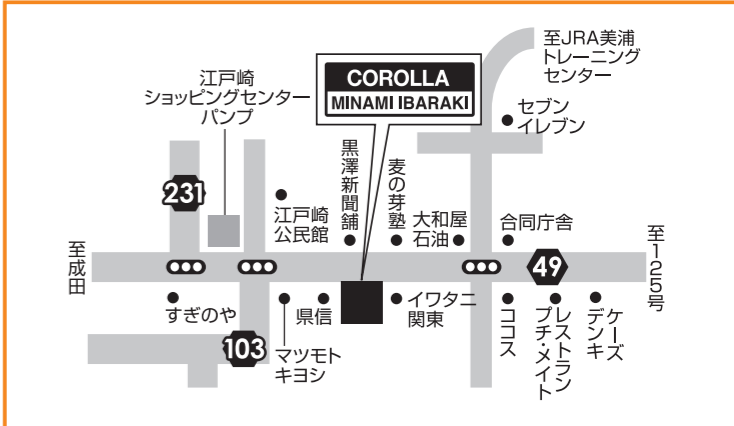 至JRA美浦
トレーニング
センター
江戸崎
ショッピングセンター
パンプ
COROLLA
MINAMI IBARAKI
セブン
イレブン
黒澤新聞舗
麦の芽塾
231
江戸崎
公民館
大和屋
石油
合同庁舎
至成田
49
至125号
すぎのや
県信
イワタニ
関東
ココス
レストラン
プチ・メイト
ケーズ
デンキ
103
マツモト
キヨシ